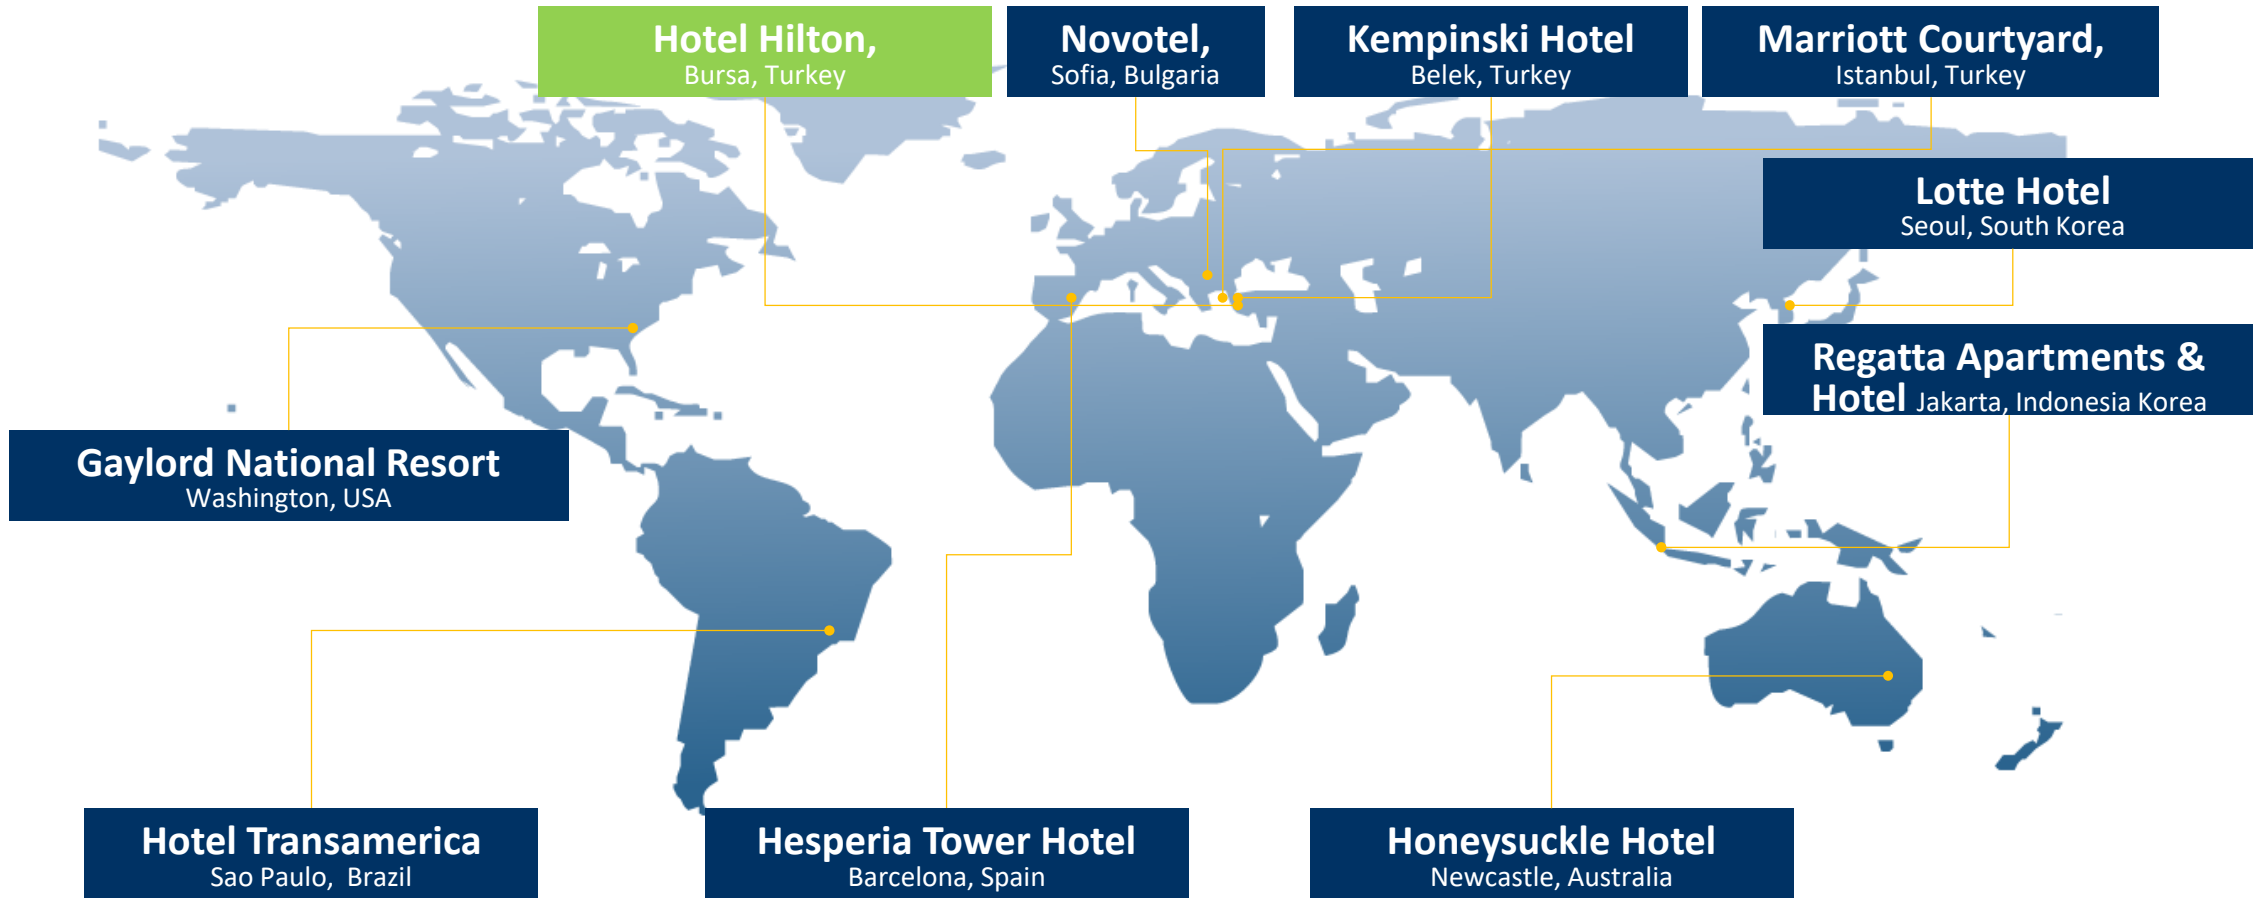 Hotel Hilton,
Bursa, Turkey
Novotel,
Sofia, Bulgaria
Kempinski Hotel
Belek, Turkey
Marriott Courtyard,
Istanbul, Turkey
Lotte Hotel
Seoul, South Korea
Regatta Apartments &
Hotel Jakarta, Indonesia Korea
Gaylord National Resort
Washington, USA
Hotel Transamerica
Sao Paulo, Brazil
Hesperia Tower Hotel
Barcelona, Spain
Honeysuckle Hotel
Newcastle, Australia